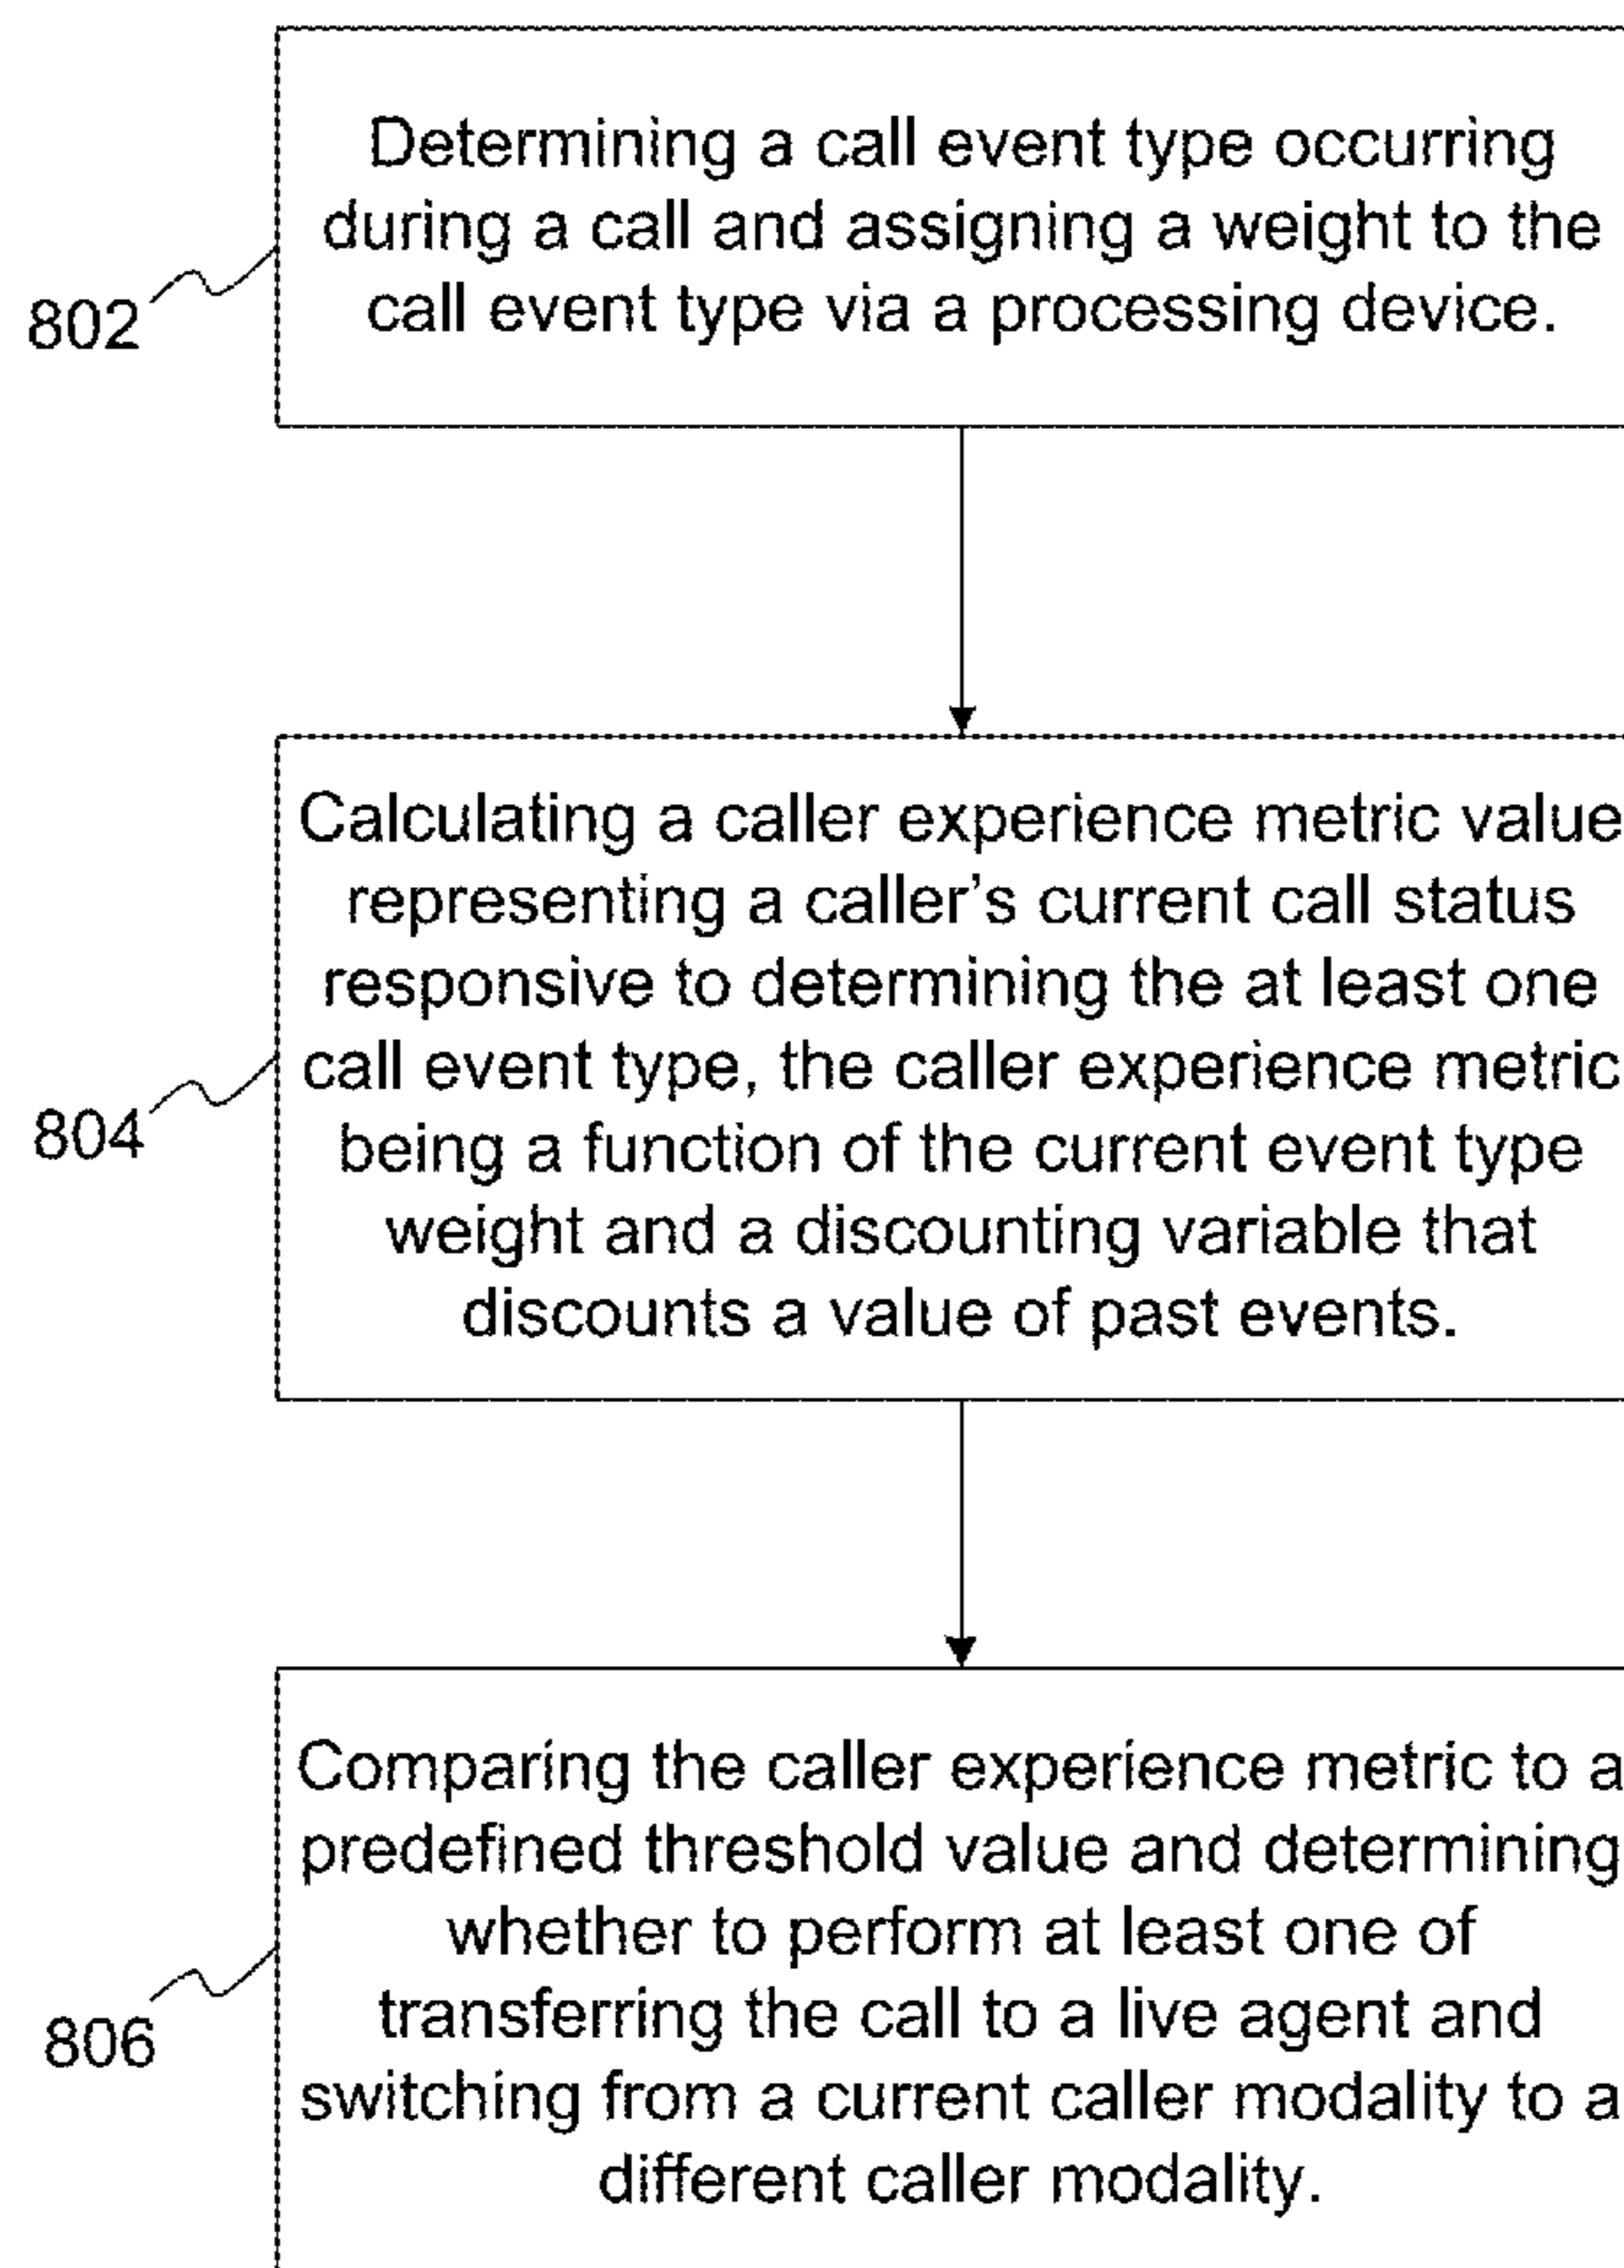 Determining a call event type occurring
during a call and assigning a weight to the
call event type via a processing device.
802
Calculating a caller experience metric value
representing a caller's current call status
responsive to determining the at least one
call event type, the caller experience metric
being a function of the current event type
weight and a discounting variable that
discounts a value of past events.
804
Comparing the caller experience metric to a
predefined threshold value and determining
whether to perform at least one of
transferring the call to a live agent and
switching from a current caller modality to a
different caller modality.
806